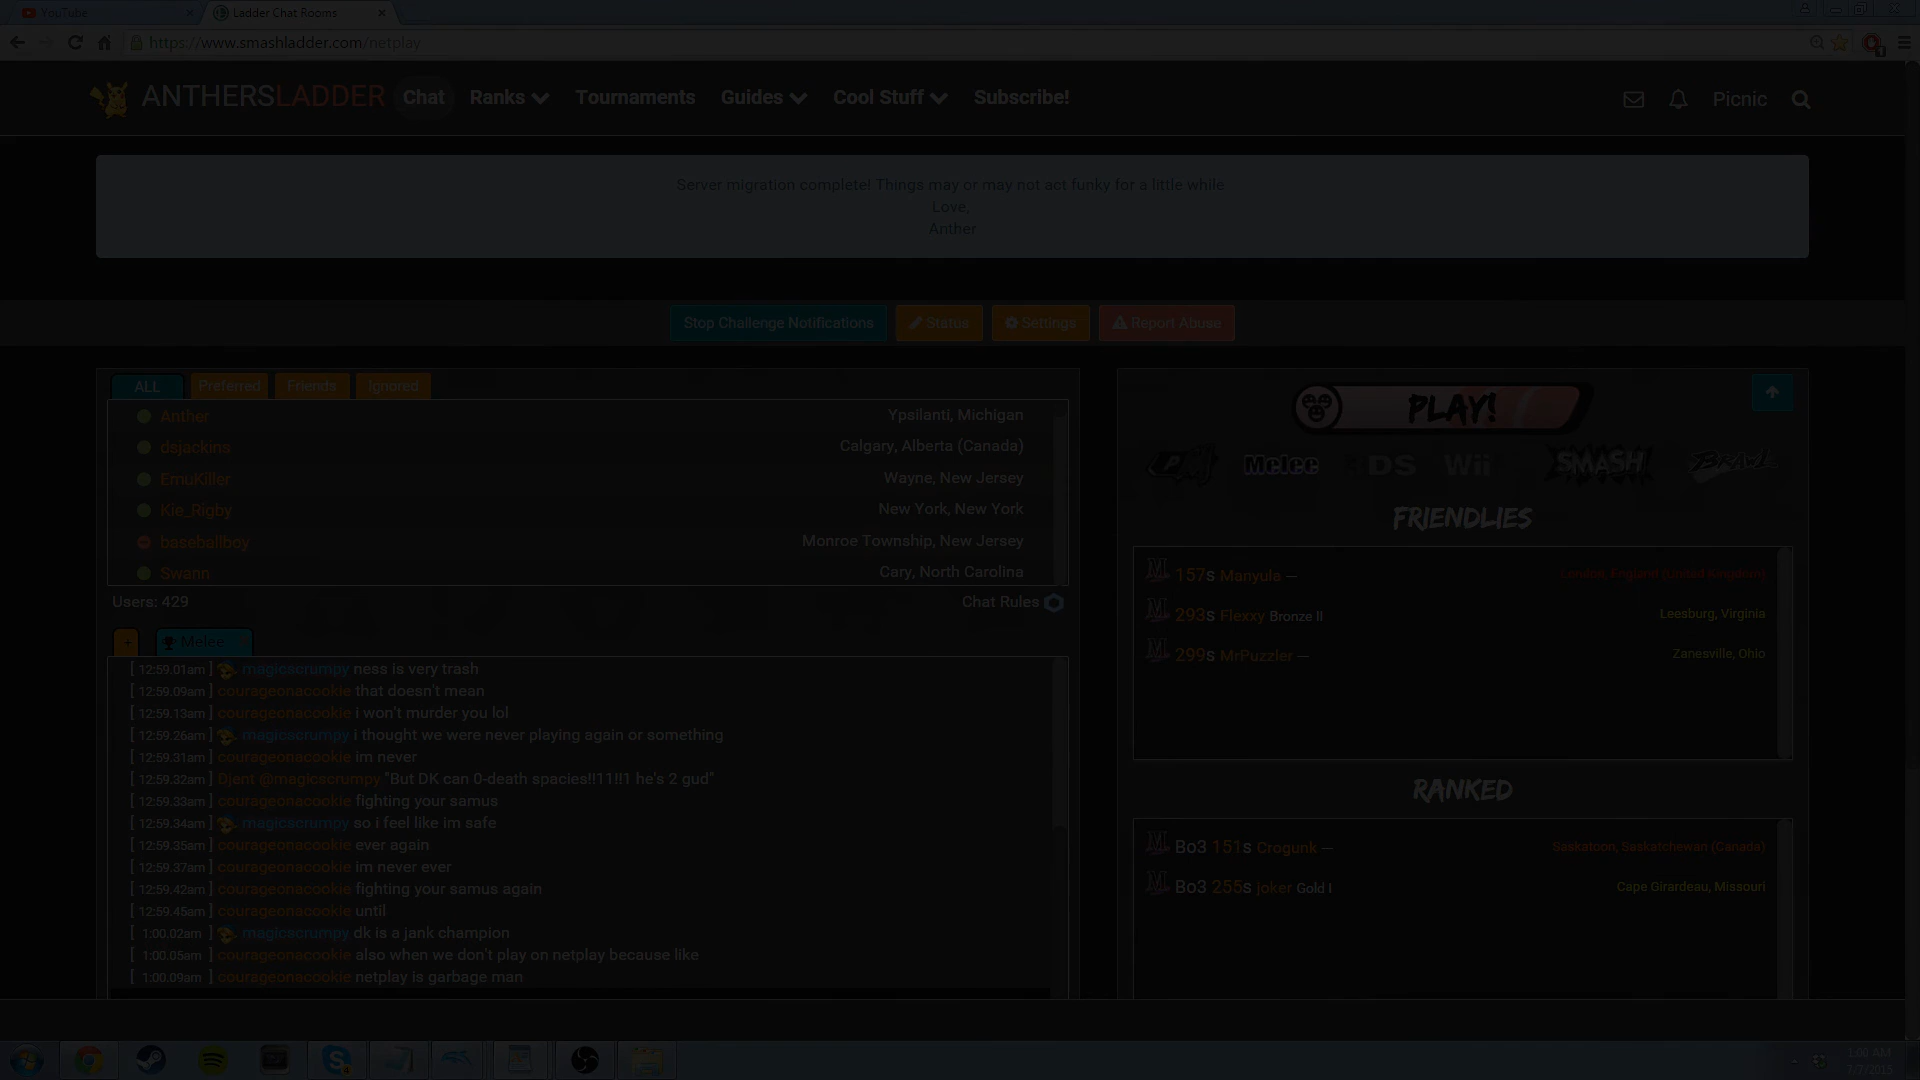 YouTube
Ladder Chat Rooms
https://www.smashladder.com/netplay
ANTHERSLADDER
Chat
Ranks
Tournaments
Guides
Cool Stuff
Subscribe!
Picnic
Server migration complete! Things may or may not act funky for a little while
Love,
Anther
Stop Challenge Notifications
Status
Settings
Report Abuse
ALL
Preferred
Friends
Ignored
Anther Ypsilanti, Michigan
dsjackins Calgary, Alberta (Canada)
EmuKiller Wayne, New Jersey
Kie_Rigby New York, New York
baseballboy Monroe Township, New Jersey
Swann Cary, North Carolina
Users: 429
Chat Rules
+
Melee
[ 12:59.01am ] magicscrumpy ness is very trash
[ 12:59.09am ] courageonacookie that doesn't mean
[ 12:59.13am ] courageonacookie i won't murder you lol
[ 12:59.26am ] magicscrumpy i thought we were never playing again or something
[ 12:59.31am ] courageonacookie im never
[ 12:59.32am ] Djent @magicscrumpy "But DK can 0-death spacies!!11!!1 he's 2 gud"
[ 12:59.33am ] courageonacookie fighting your samus
[ 12:59.34am ] magicscrumpy so i feel like im safe
[ 12:59.35am ] courageonacookie ever again
[ 12:59.37am ] courageonacookie im never ever
[ 12:59.42am ] courageonacookie fighting your samus again
[ 12:59.45am ] courageonacookie until
[ 1:00.02am ] magicscrumpy dk is a jank champion
[ 1:00.05am ] courageonacookie also when we don't play on netplay because like
[ 1:00.09am ] courageonacookie netplay is garbage man
PLAY!
PM
Melee
3DS
Wii
SMASH
BRAWL
FRIENDLIES
157s Manyula — London, England (United Kingdom)
293s Flexxy Bronze II Leesburg, Virginia
299s MrPuzzler — Zanesville, Ohio
RANKED
Bo3 151s Crogunk — Saskatoon, Saskatchewan (Canada)
Bo3 255s joker Gold I Cape Girardeau, Missouri
1:00 AM
7/7/2015